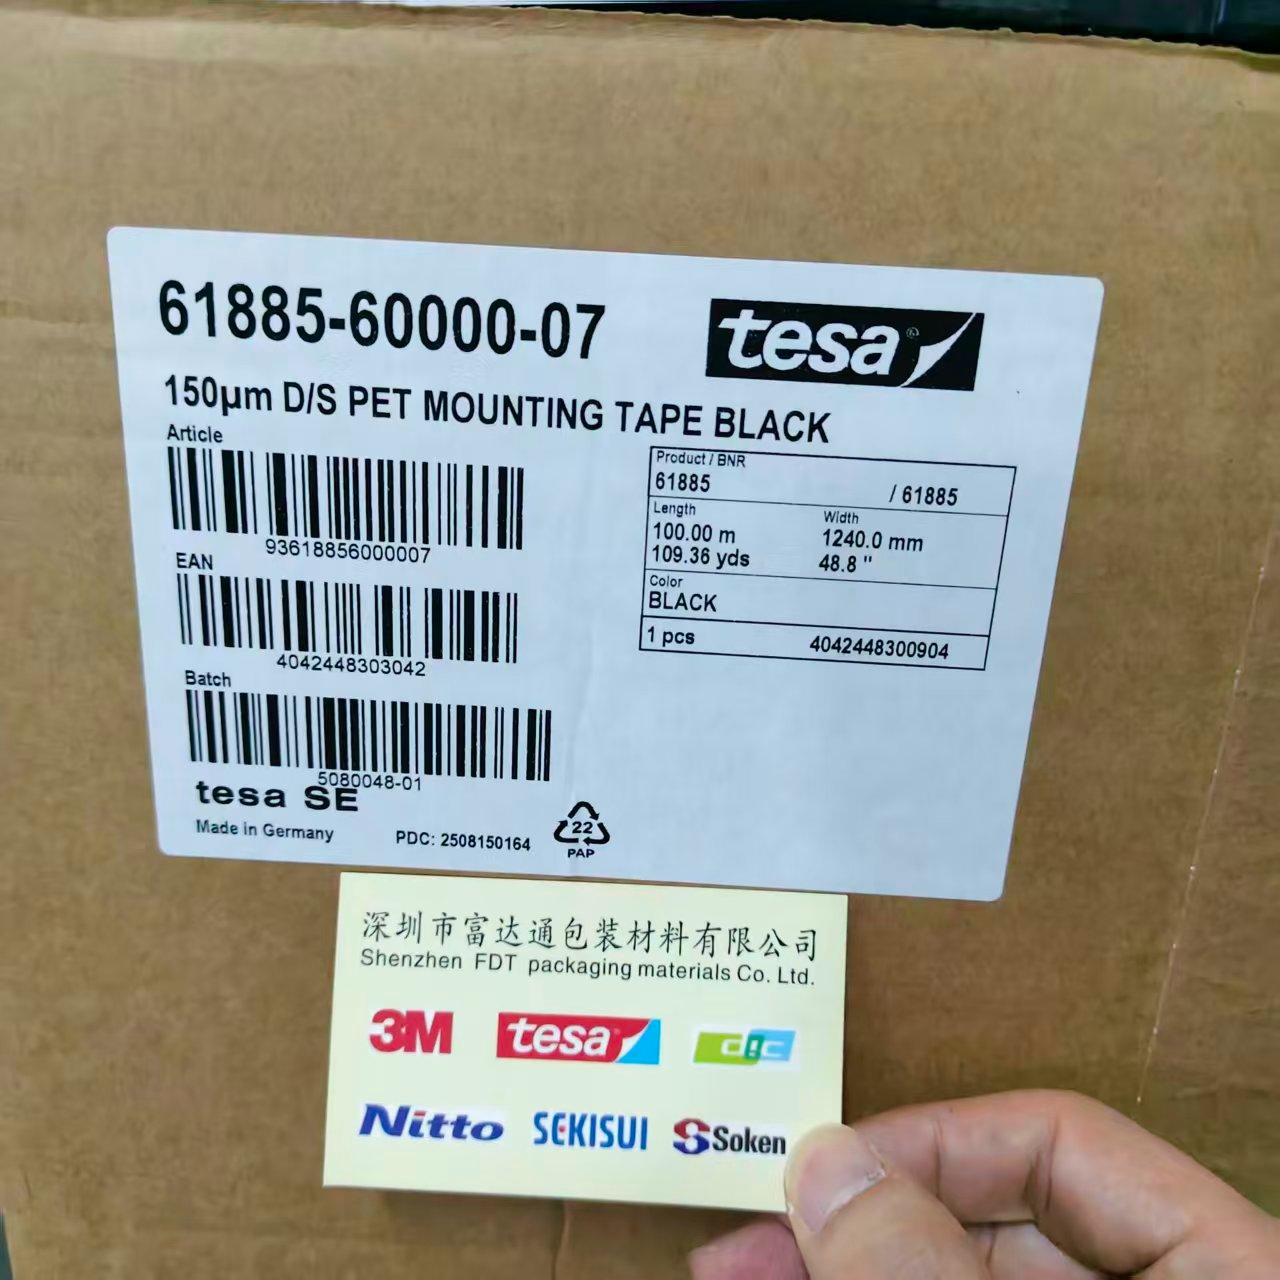 61885-60000-07
tesa®
150µm D/S PET MOUNTING TAPE BLACK
Article
93618856000007
EAN
4042448303042
Batch
5080048-01
Product / BNR
61885 / 61885
Length Width
100.00 m 1240.0 mm
109.36 yds 48.8 "
Color
BLACK
1 pcs 4042448300904
tesa SE
Made in Germany PDC: 2508150164
22
PAP
深圳市富达通包装材料有限公司
Shenzhen FDT packaging materials Co. Ltd.
3M tesa dic
Nitto SEKISUI Soken